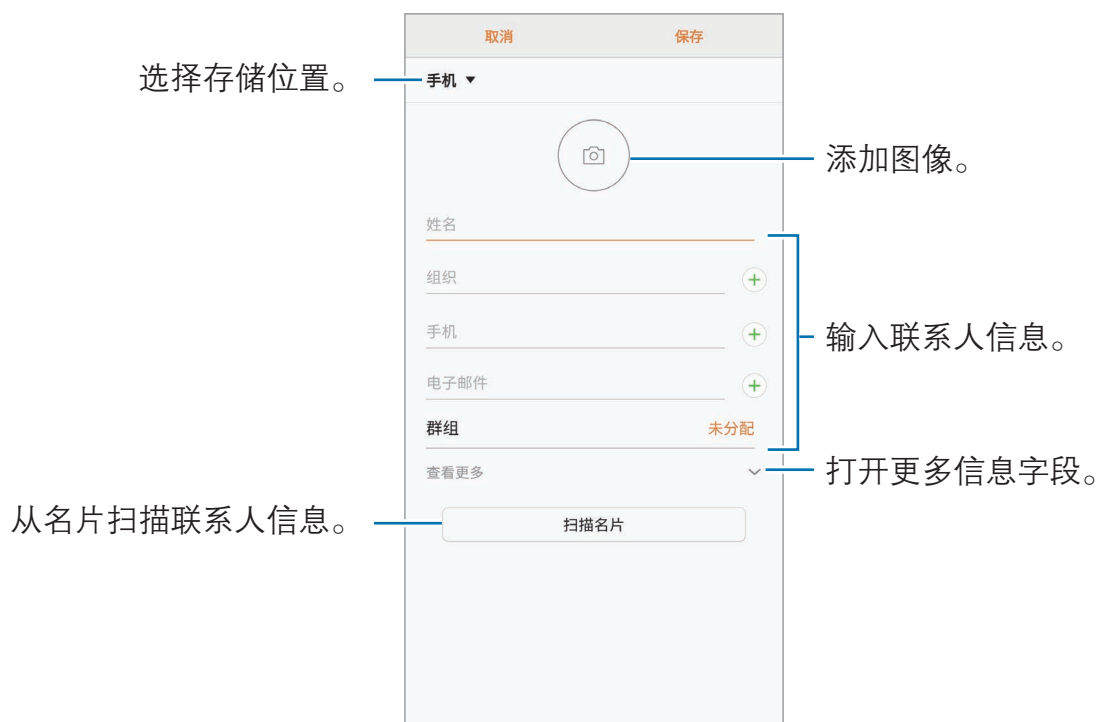 取消 保存
选择存储位置。
手机
添加图像。
姓名
组织
手机
输入联系人信息。
电子邮件
群组 未分配
查看更多
打开更多信息字段。
从名片扫描联系人信息。
扫描名片